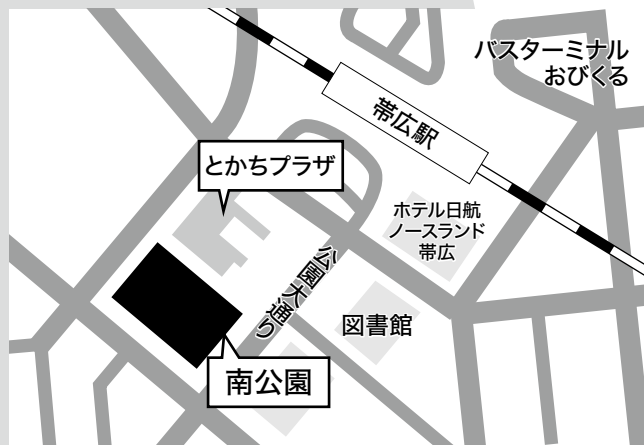 バスターミナル
おびくる
帯広駅
とかちプラザ
ホテル日航
ノースランド
帯広
公園大通り
図書館
南公園